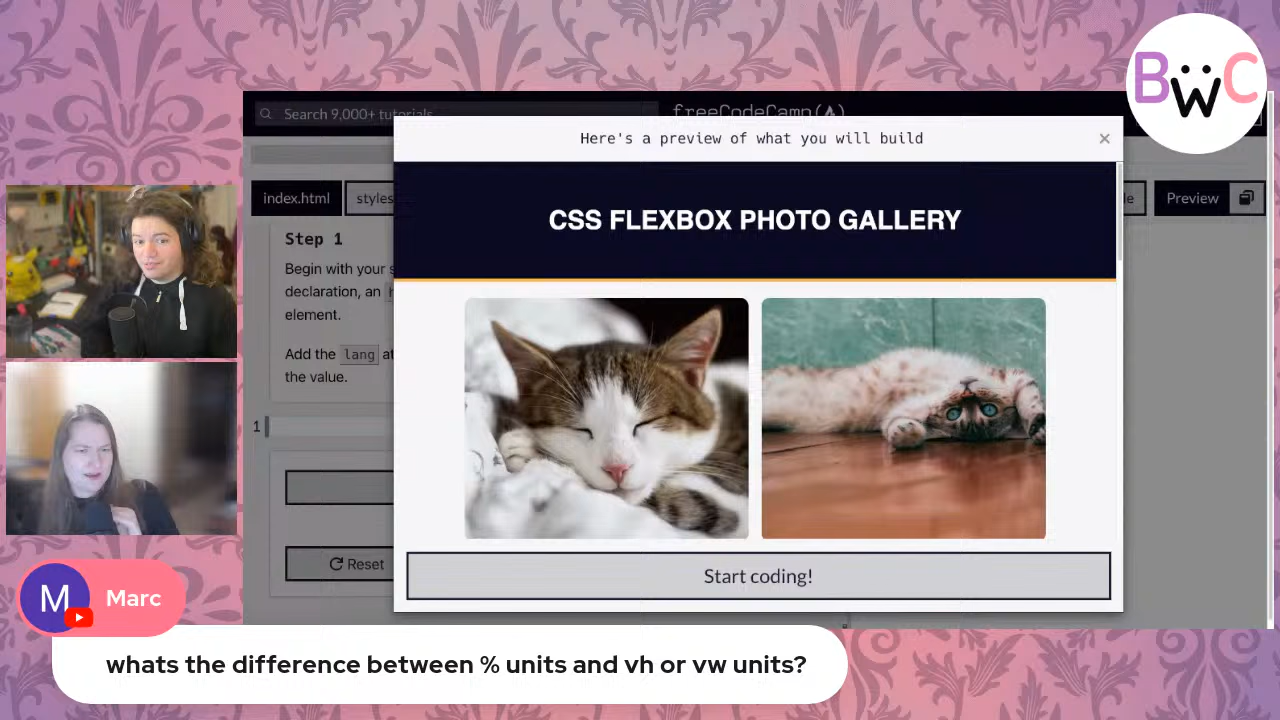 BWC
Search 9,000+ tutorials
freeCodeCamp
Here's a preview of what you will build
×
index.html
styles
Preview
CSS FLEXBOX PHOTO GALLERY
Step 1
Begin with your
declaration, an
element.
Add the lang
the value.
1
Reset
Start coding!
M
Marc
whats the difference between % units and vh or vw units?